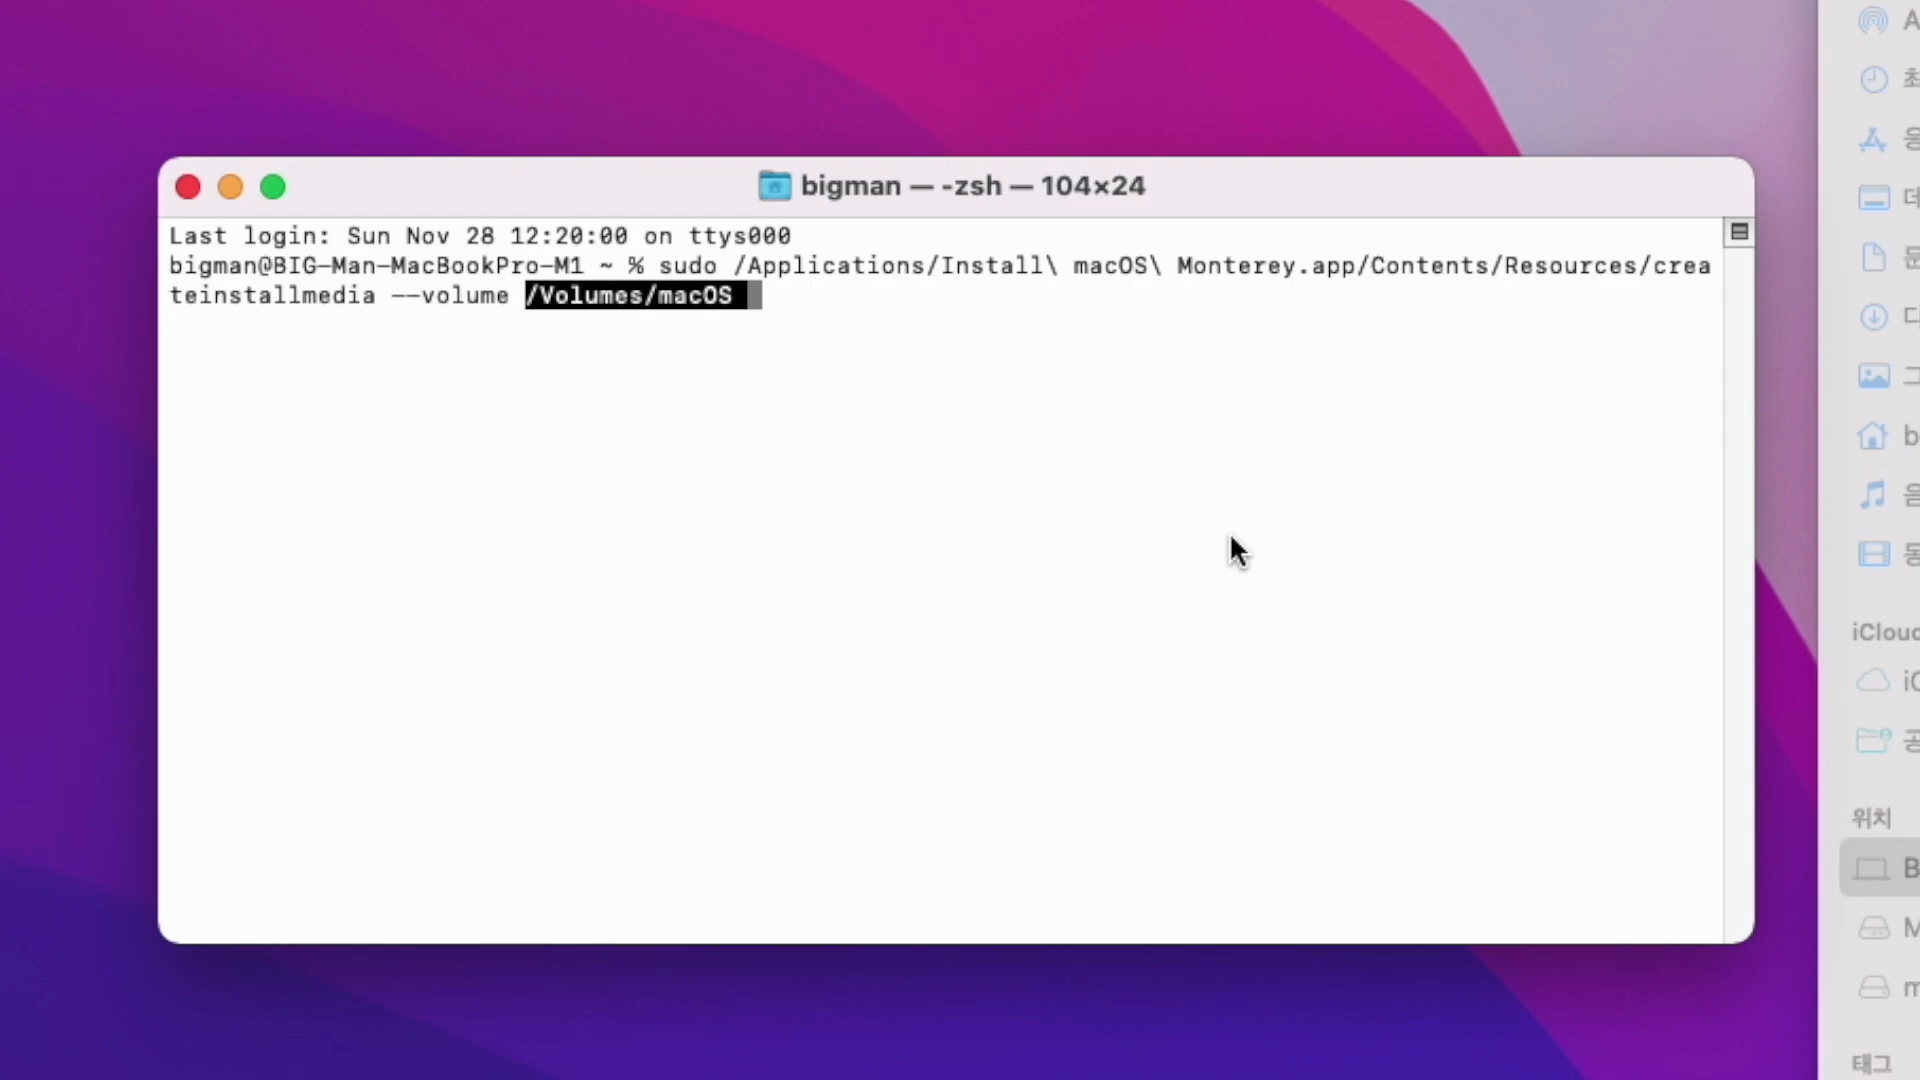 bigman — -zsh — 104×24
Last login: Sun Nov 28 12:20:00 on ttys000
bigman@BIG-Man-MacBookPro-M1 ~ % sudo /Applications/Install\ macOS\ Monterey.app/Contents/Resources/crea
teinstallmedia --volume /Volumes/macOS
위치
태그